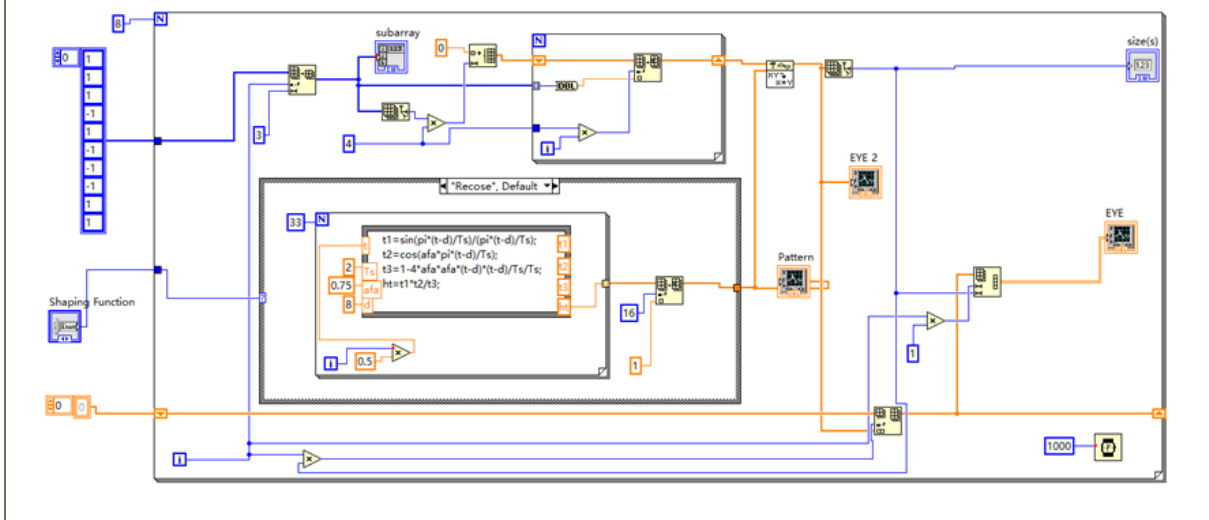 8
N
subarray
0
N
size(s)
0
1
1
1
-1
1
-1
-1
-1
1
1
3
4
DBL
i
EYE 2
"Recose", Default
EYE
33
N
t
t1=sin(pi*(t-d)/Ts)/(pi*(t-d)/Ts);
t2=cos(afa*pi*(t-d)/Ts);
t3=1-4*afa*afa*(t-d)*(t-d)/Ts/Ts;
ht=t1*t2/t3;
t1
t2
t3
ht
2
Ts
0.75
afa
8
d
Pattern
16
Shaping Function
Enum
i
0.5
1
1
0
0
i
1000